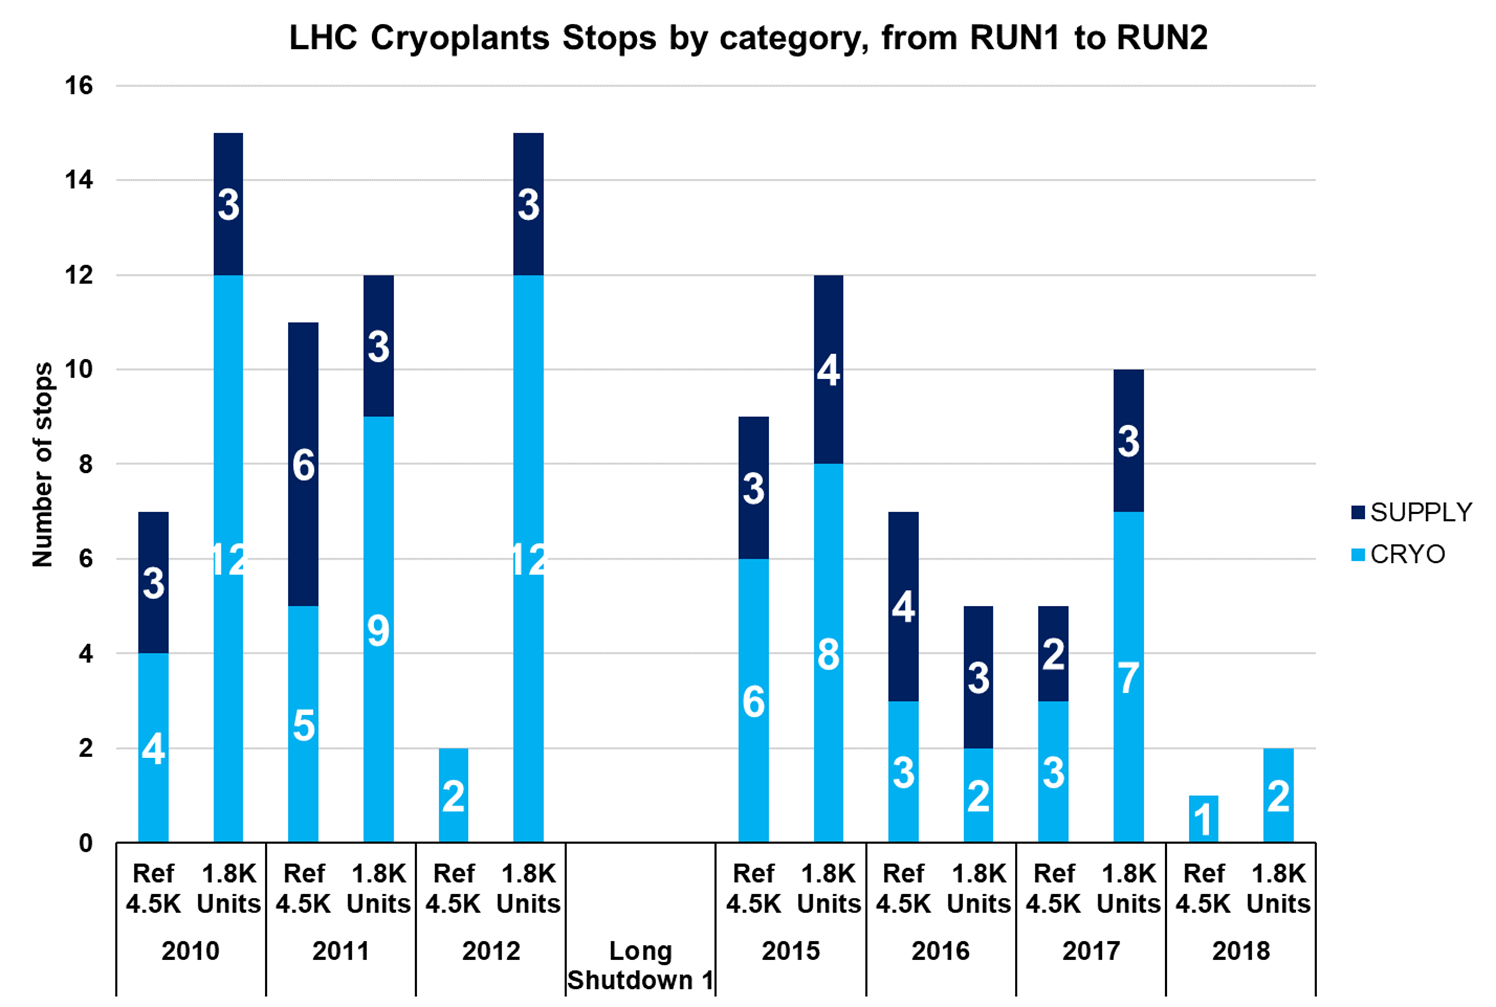 LHC Cryoplants Stops by category, from RUN1 to RUN2
Number of stops
16
14
12
10
8
6
4
2
0
3 3 6 3 3 3 4 4 3 2 3
4 12 5 9 2 12 6 8 3 2 3 7 1 2
SUPPLY
CRYO
Ref 1.8K Ref 1.8K Ref 1.8K Ref 1.8K Ref 1.8K Ref 1.8K Ref 1.8K
4.5K Units 4.5K Units 4.5K Units 4.5K Units 4.5K Units 4.5K Units 4.5K Units
2010 2011 2012 Long 2015 2016 2017 2018
Shutdown 1